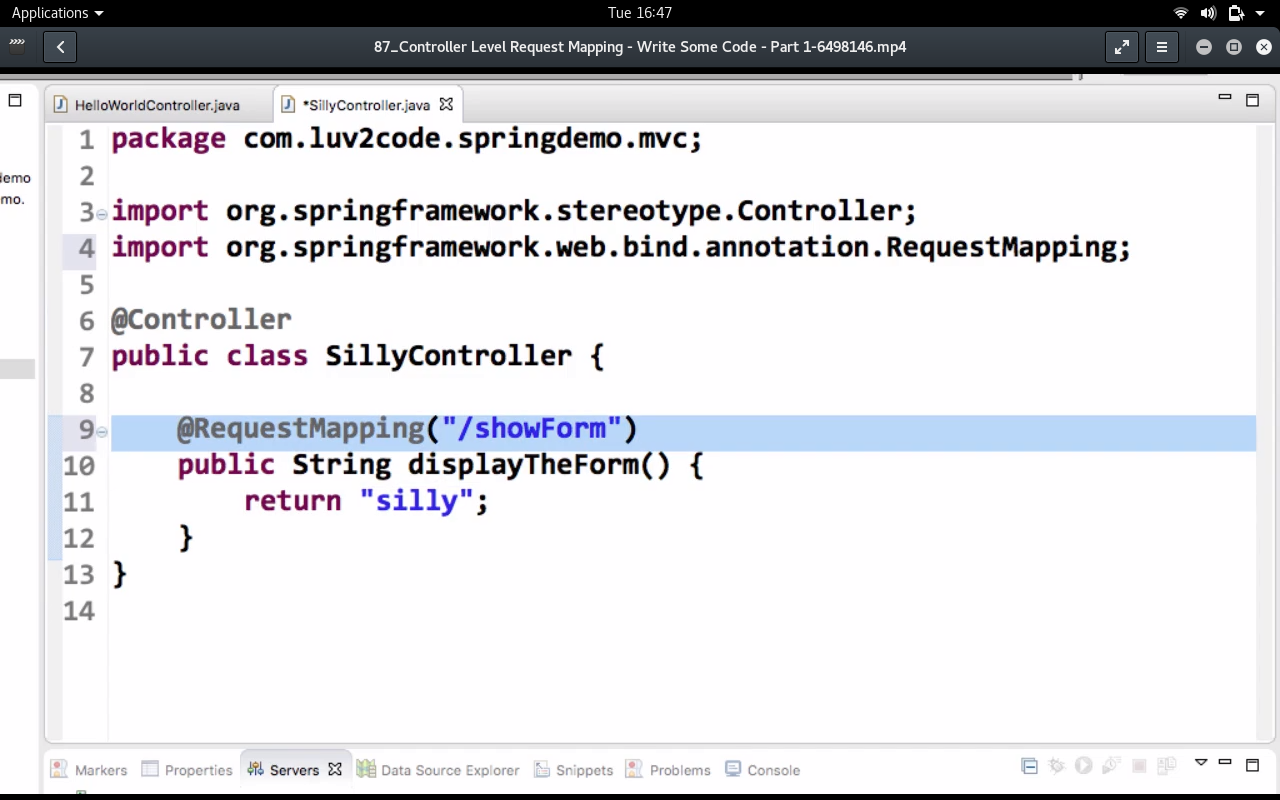 Applications
Tue 16:47
87_Controller Level Request Mapping - Write Some Code - Part 1-6498146.mp4
HelloWorldController.java
*SillyController.java
demo
mo.
1 package com.luv2code.springdemo.mvc;
2
3 import org.springframework.stereotype.Controller;
4 import org.springframework.web.bind.annotation.RequestMapping;
5
6 @Controller
7 public class SillyController {
8
9 @RequestMapping("/showForm")
10 public String displayTheForm() {
11 return "silly";
12 }
13 }
14
Markers Properties Servers Data Source Explorer Snippets Problems Console